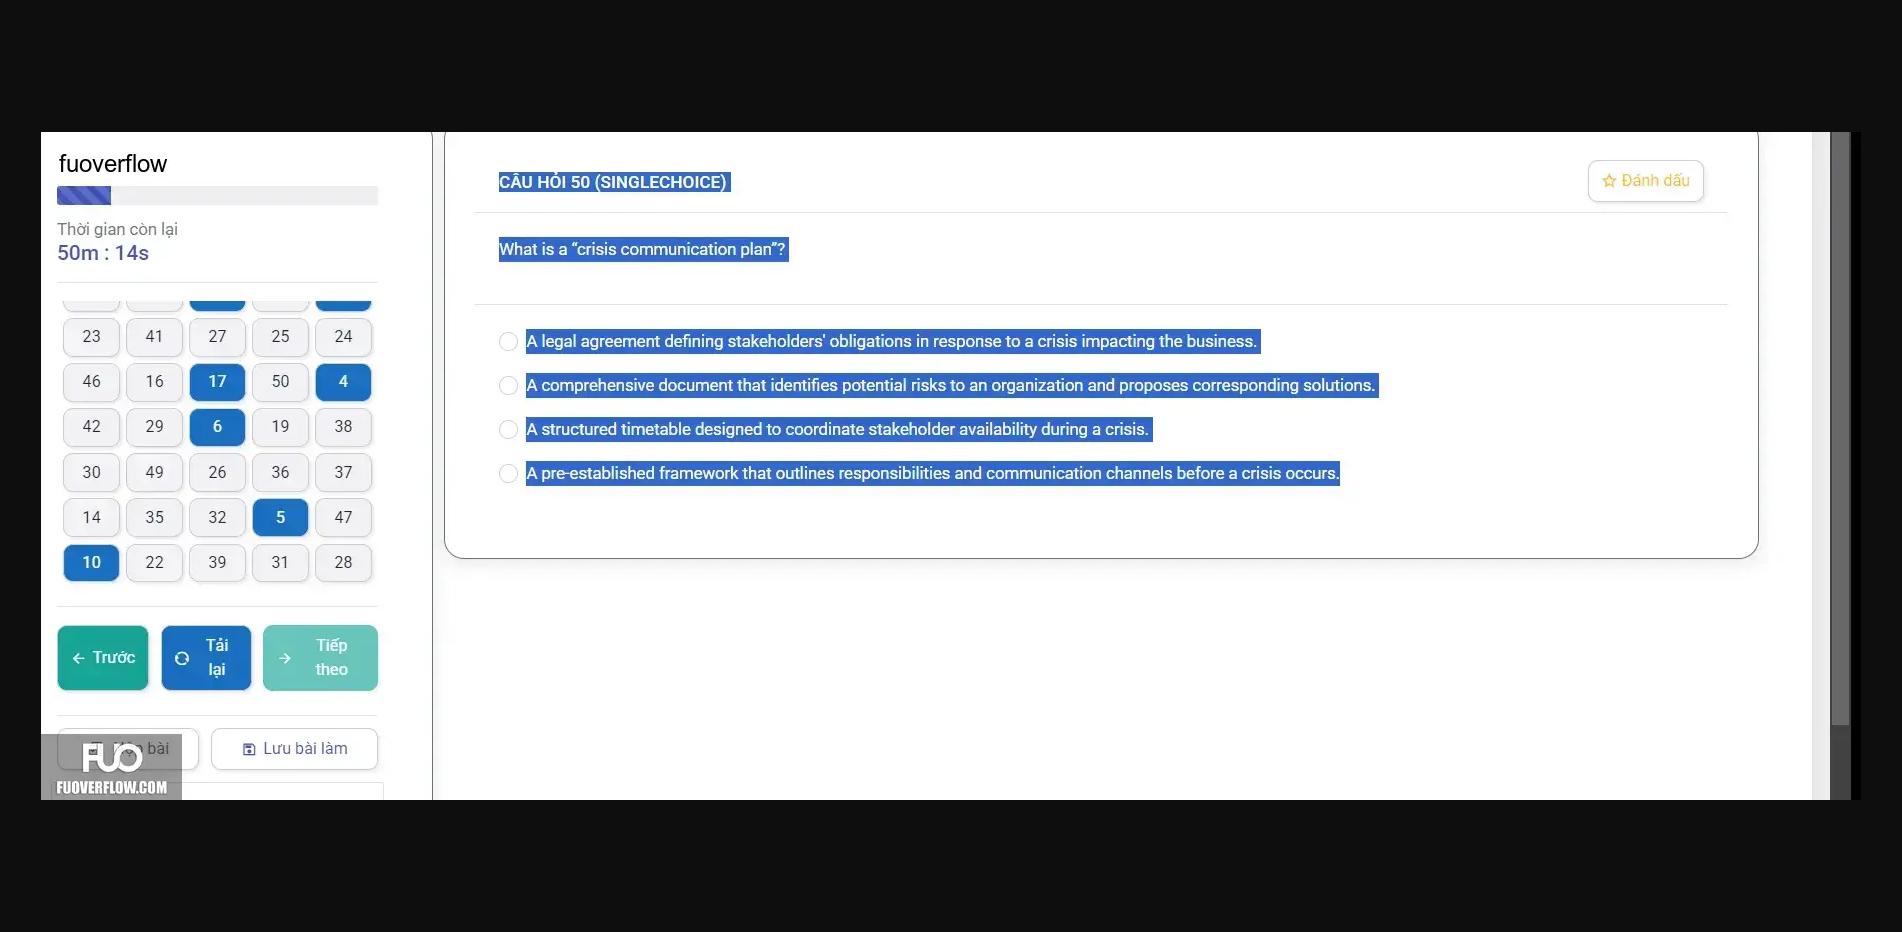 fuoverflow
Thời gian còn lại
50m : 14s
23 41 27 25 24
46 16 17 50 4
42 29 6 19 38
30 49 26 36 37
14 35 32 5 47
10 22 39 31 28
Trước
Tải lại
Tiếp theo
bài
Lưu bài làm
FUO
FUOVERFLOW.COM
CÂU HỎI 50 (SINGLECHOICE)
Đánh dấu
What is a “crisis communication plan”?
A legal agreement defining stakeholders' obligations in response to a crisis impacting the business.
A comprehensive document that identifies potential risks to an organization and proposes corresponding solutions.
A structured timetable designed to coordinate stakeholder availability during a crisis.
A pre-established framework that outlines responsibilities and communication channels before a crisis occurs.